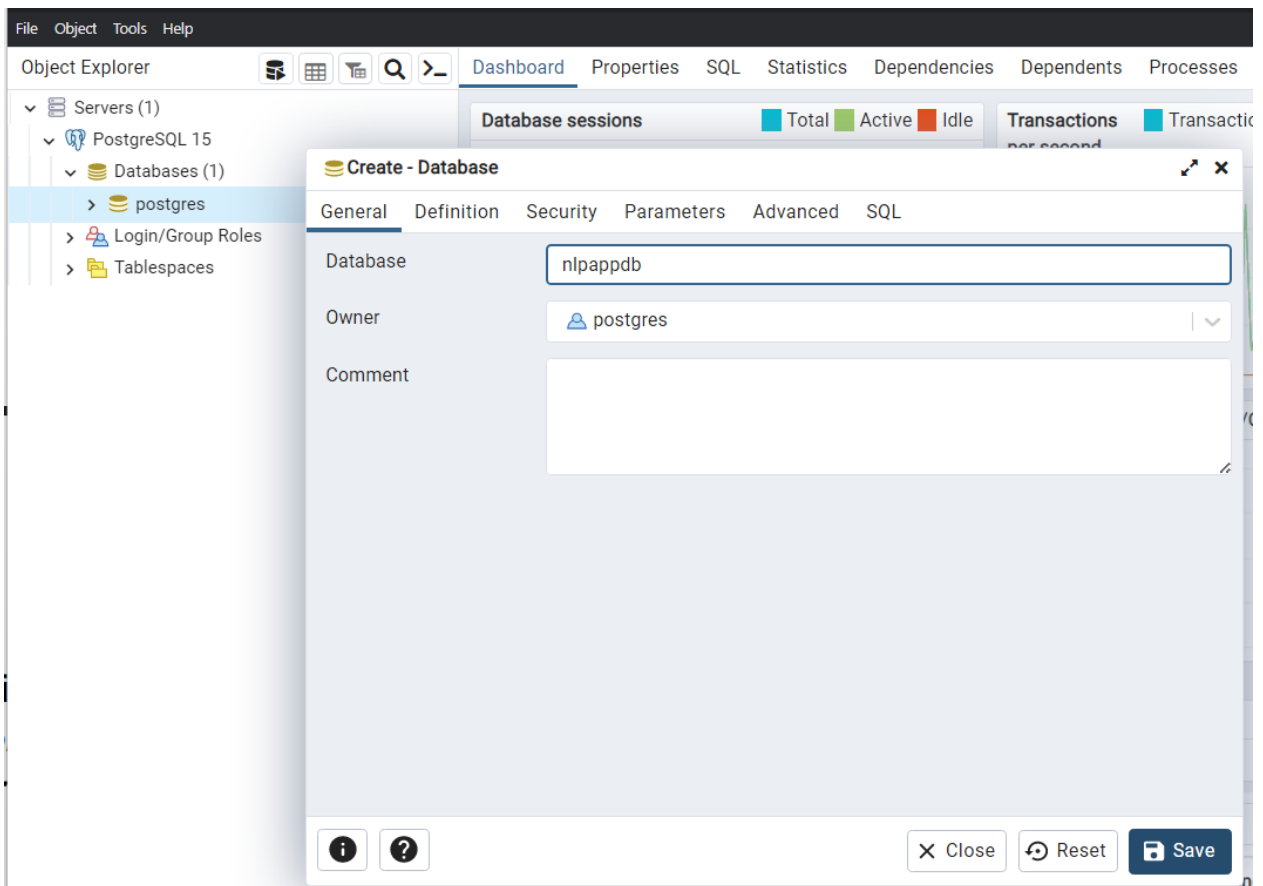 File Object Tools Help
Object Explorer
Dashboard Properties SQL Statistics Dependencies Dependents Processes
Servers (1)
PostgreSQL 15
Databases (1)
postgres
Login/Group Roles
Tablespaces
Database sessions
Total Active Idle
Transactions
per second
Create - Database
General Definition Security Parameters Advanced SQL
Database
nlpappdb
Owner
postgres
Comment
Close Reset Save